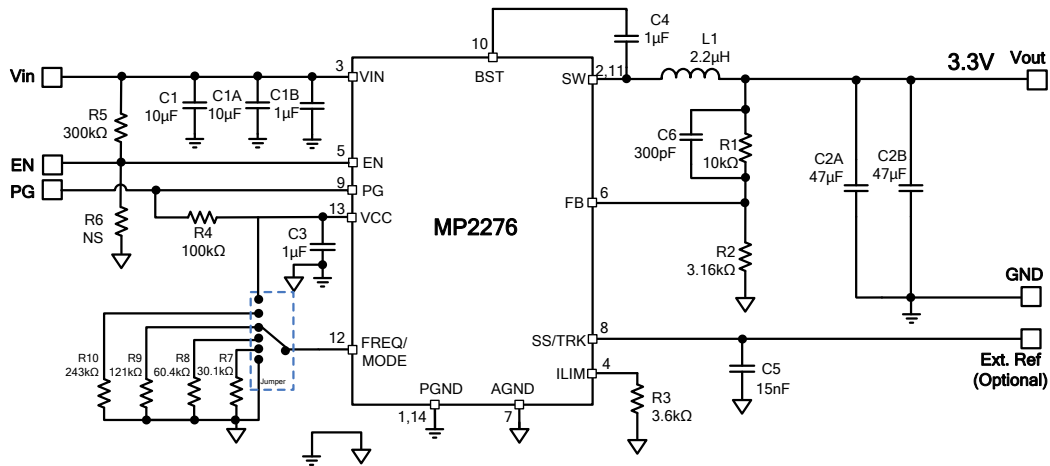 C4
1µF
10
L1
2.2µH
3.3V
Vout
BST
Vin
3
VIN
2,11
SW
C1
10µF
C1A
10µF
C1B
1µF
R5
300kΩ
C6
300pF
R1
10kΩ
C2A
47µF
C2B
47µF
EN
5
EN
PG
9
PG
6
FB
13
VCC
MP2276
R6
NS
R4
100kΩ
C3
1µF
R2
3.16kΩ
GND
12
FREQ/
MODE
8
SS/TRK
Ext. Ref
(Optional)
R10
243kΩ
R9
121kΩ
R8
60.4kΩ
R7
30.1kΩ
Jumper
4
ILIM
C5
15nF
R3
3.6kΩ
PGND
1,14
AGND
7